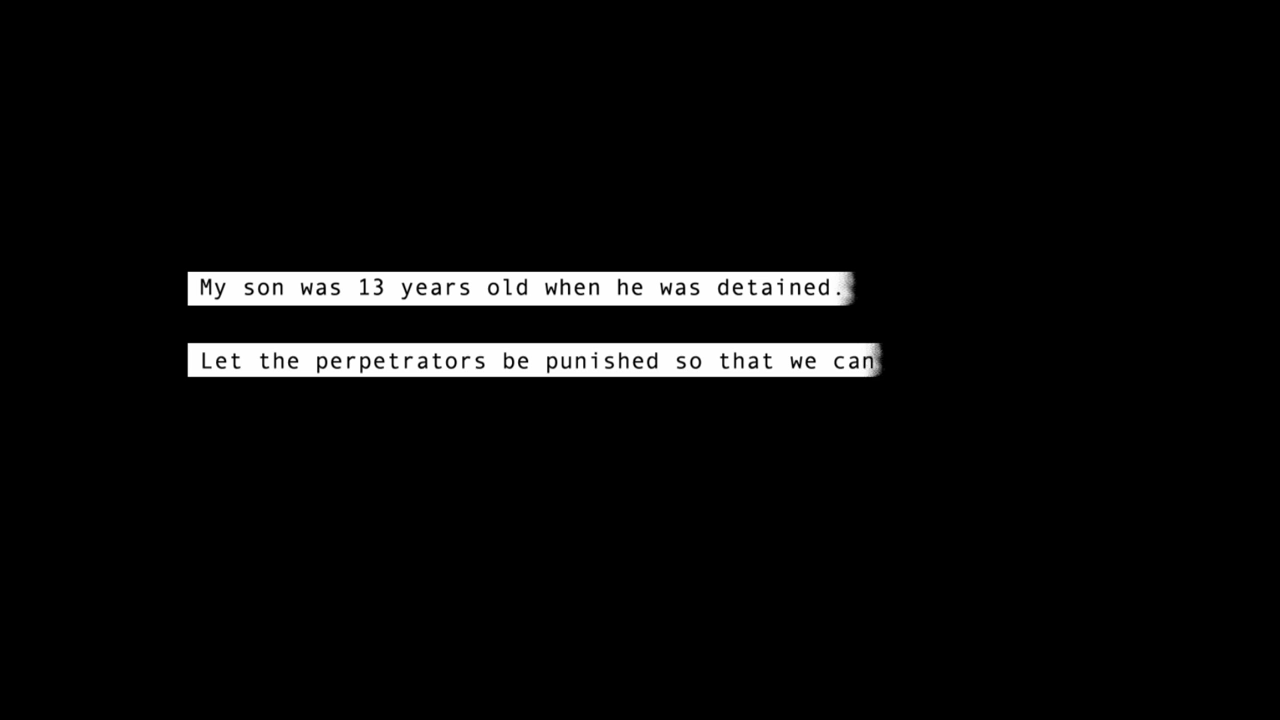 My son was 13 years old when he was detained.
Let the perpetrators be punished so that we can